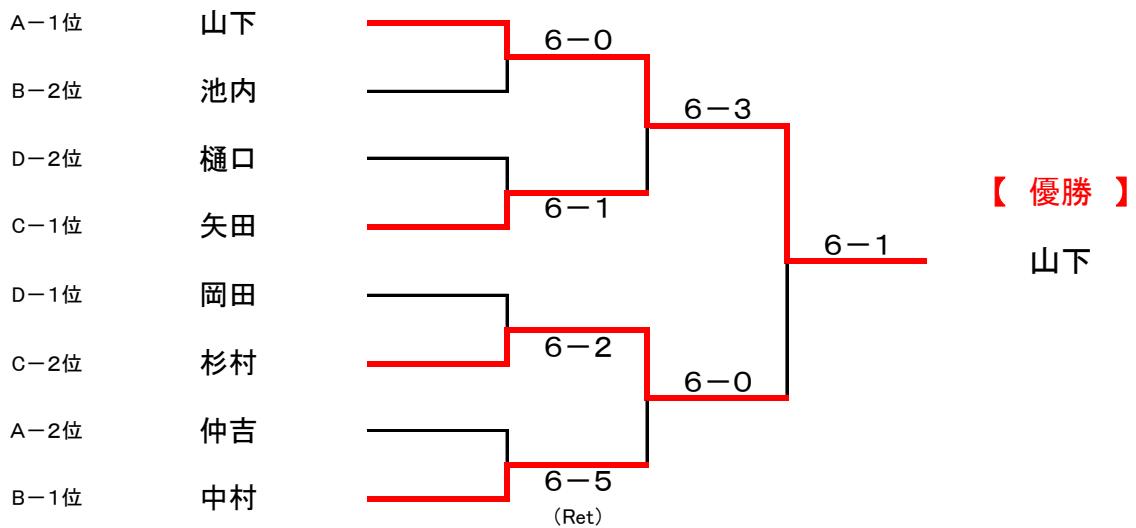 A－1位 山下
6－0
B－2位 池内
6－3
D－2位 樋口
【 優勝 】
6－1
C－1位 矢田
6－1
山下
D－1位 岡田
6－2
C－2位 杉村
6－0
A－2位 仲吉
6－5
B－1位 中村
(Ret)